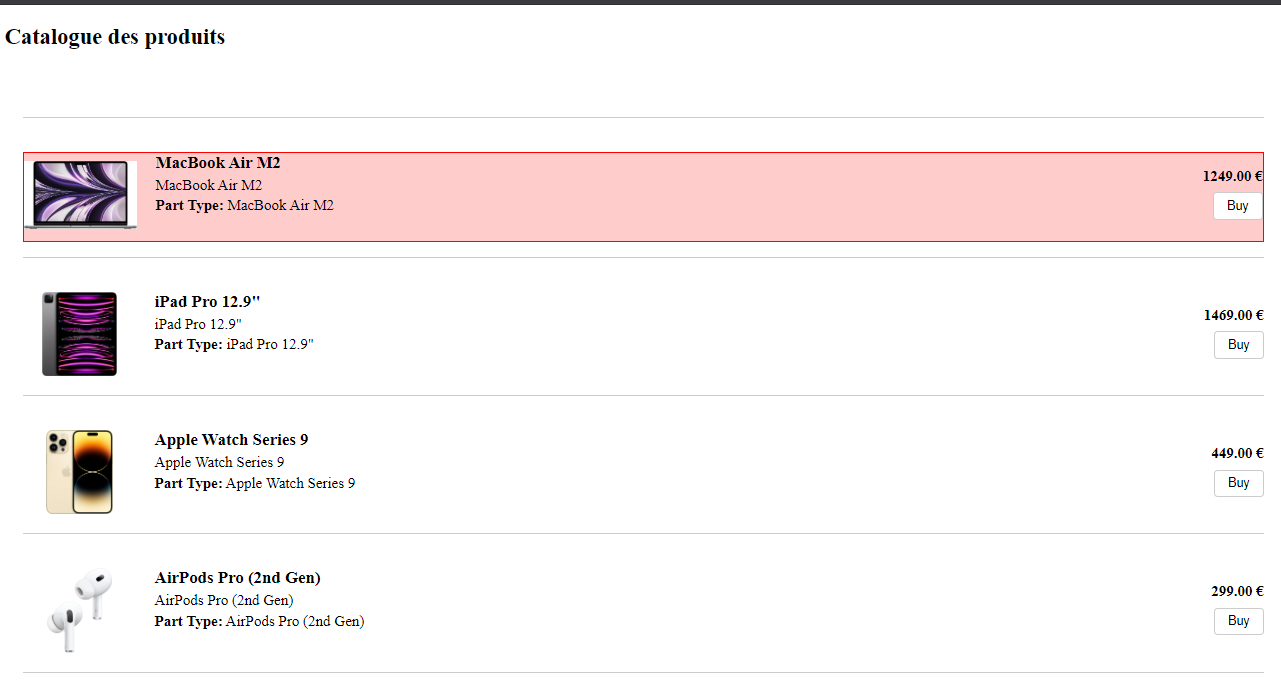 Catalogue des produits
MacBook Air M2
MacBook Air M2
Part Type: MacBook Air M2
1249.00 €
Buy
iPad Pro 12.9"
iPad Pro 12.9"
Part Type: iPad Pro 12.9"
1469.00 €
Buy
Apple Watch Series 9
Apple Watch Series 9
Part Type: Apple Watch Series 9
449.00 €
Buy
AirPods Pro (2nd Gen)
AirPods Pro (2nd Gen)
Part Type: AirPods Pro (2nd Gen)
299.00 €
Buy